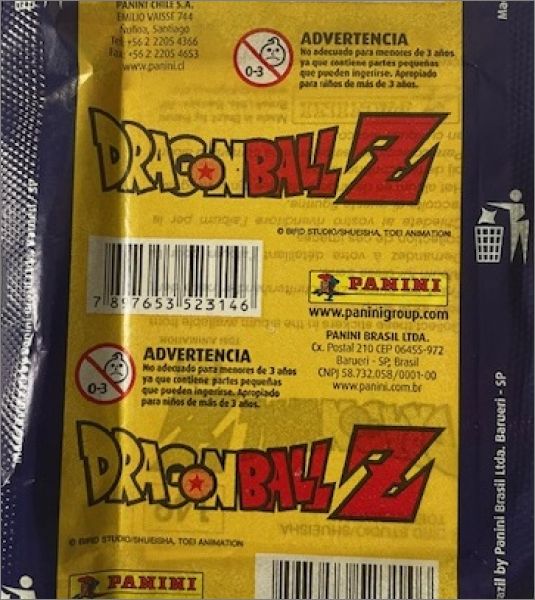 PANINI CHILE S.A.
EMILIO VAISSE 744
Ñuñoa, Santiago
Tel: +56 2 2205 4366
Fax: +56 2 2205 4653
www.panini.cl
0-3
ADVERTENCIA
No adecuado para menores de 3 años
ya que contiene partes pequeñas
que pueden ingerirse. Apropiado
para niños de más de 3 años.
DRAGON BALL Z
© BIRD STUDIO/SHUEISHA, TOEI ANIMATION
7 897653 523146
PANINI
www.paninigroup.com
PANINI BRASIL LTDA.
Cx. Postal 210 CEP 06455-972
Barueri - SP, Brasil
CNPJ 58.732.058/0001-00
www.panini.com.br
0-3
ADVERTENCIA
No adecuado para menores de 3 años
ya que contiene partes pequeñas
que pueden ingerirse. Apropiado
para niños de más de 3 años.
DRAGON BALL Z
© BIRD STUDIO/SHUEISHA, TOEI ANIMATION
PANINI
by Panini Brasil Ltda. Barueri - SP